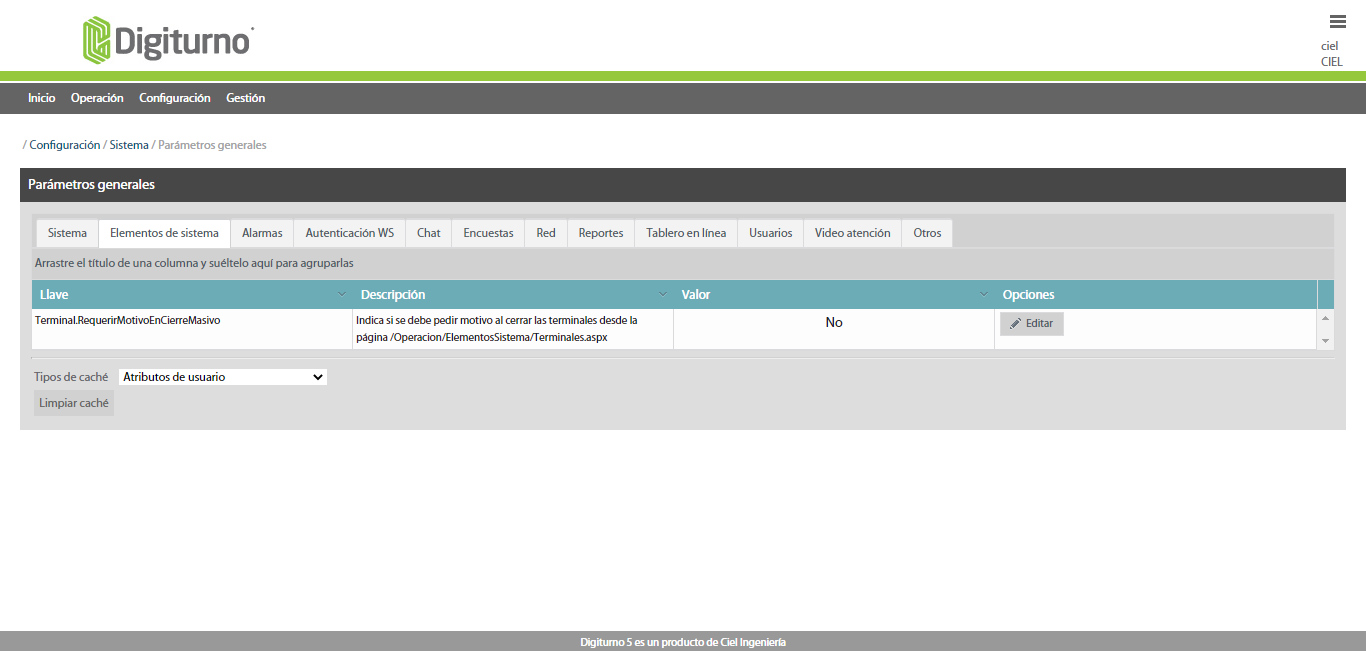 Digiturno
ciel
CIEL
Inicio Operación Configuración Gestión
/ Configuración / Sistema / Parámetros generales
Parámetros generales
Sistema Elementos de sistema Alarmas Autenticación WS Chat Encuestas Red Reportes Tablero en línea Usuarios Video atención Otros
Arrastre el título de una columna y suéltelo aquí para agruparlas
Llave Descripción Valor Opciones
Terminal.RequerirMotivoEnCierreMasivo Indica si se debe pedir motivo al cerrar las terminales desde la No Editar
página /Operacion/ElementosSistema/Terminales.aspx
Tipos de caché Atributos de usuario
Limpiar caché
Digiturno 5 es un producto de Ciel Ingeniería